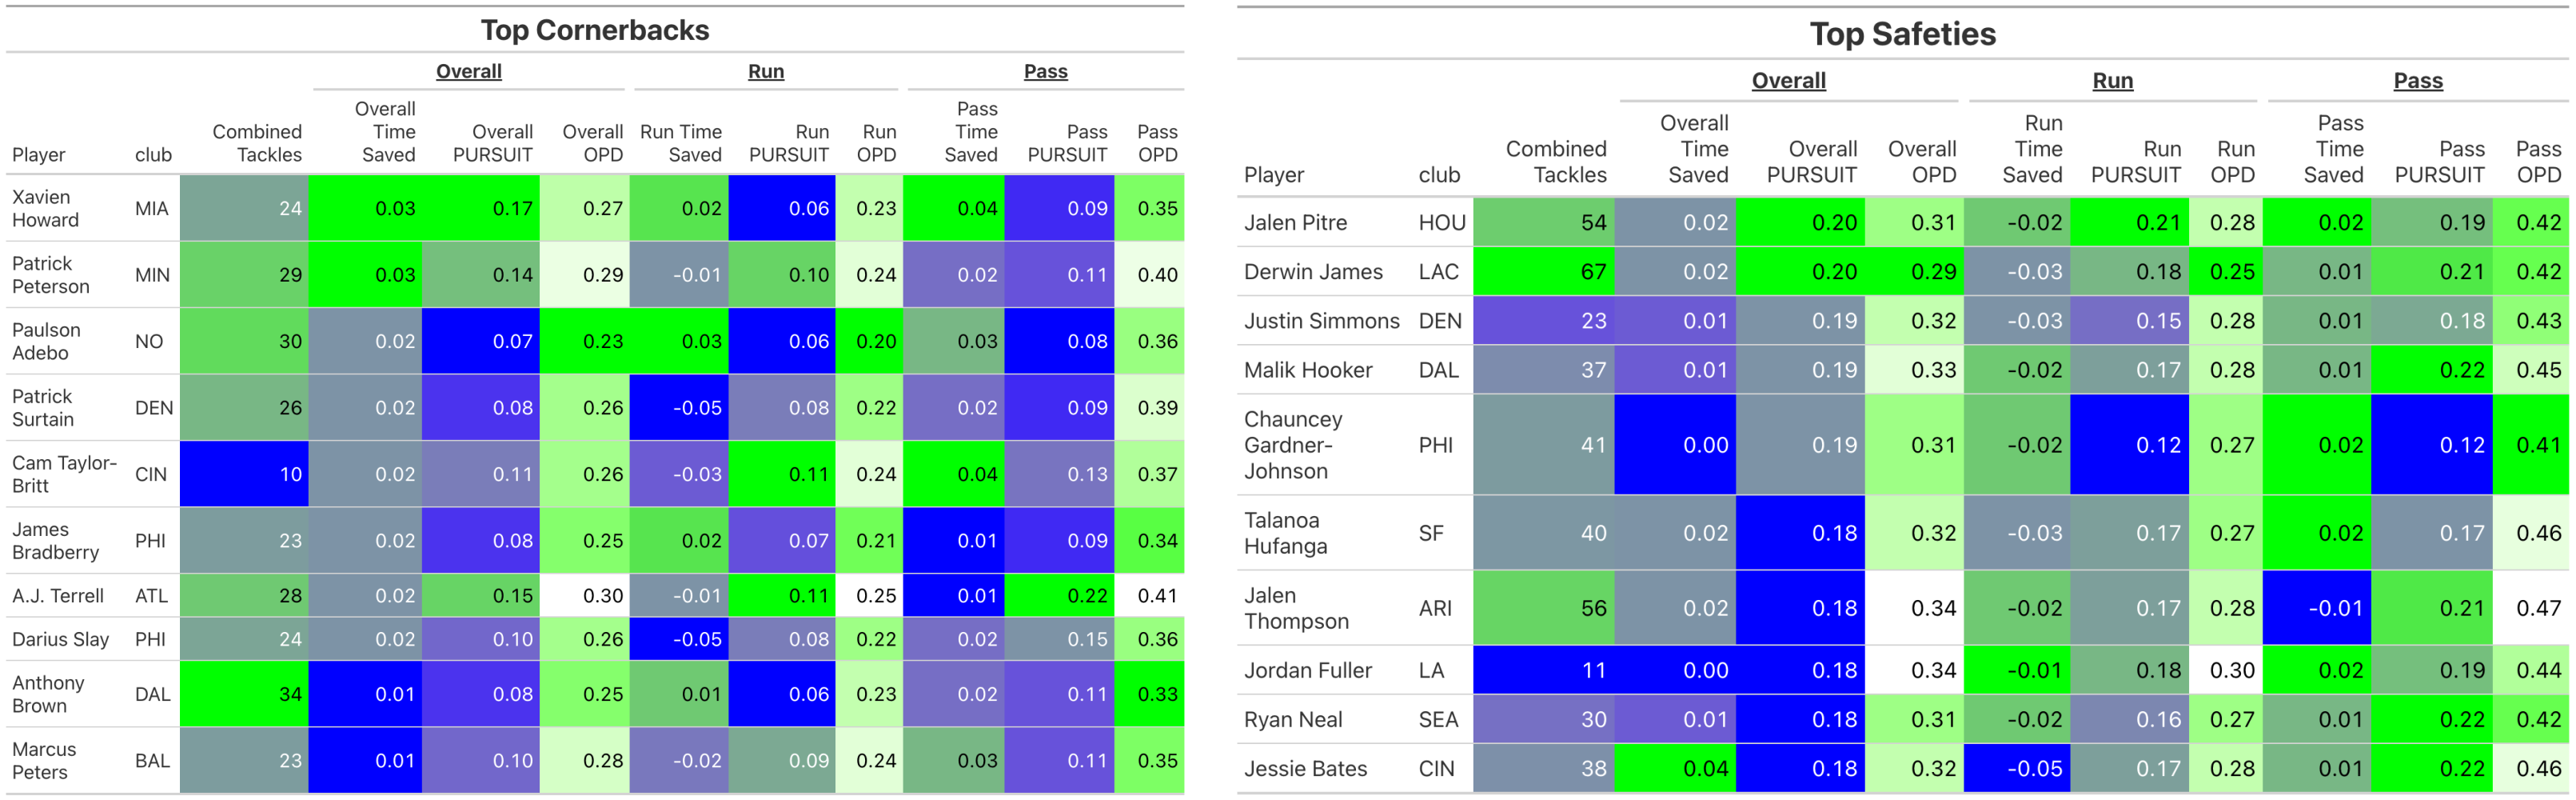 Top Cornerbacks
Overall Run Pass
Player club Combined Tackles Overall Time Saved Overall PURSUIT Overall OPD Run Time Saved Run PURSUIT Run OPD Pass Time Saved Pass PURSUIT Pass OPD
Xavien Howard MIA 24 0.03 0.17 0.27 0.02 0.06 0.23 0.04 0.09 0.35
Patrick Peterson MIN 29 0.03 0.14 0.29 -0.01 0.10 0.24 0.02 0.11 0.40
Paulson Adebo NO 30 0.02 0.07 0.23 0.03 0.06 0.20 0.03 0.08 0.36
Patrick Surtain DEN 26 0.02 0.08 0.26 -0.05 0.08 0.22 0.02 0.09 0.39
Cam Taylor-Britt CIN 10 0.02 0.11 0.26 -0.03 0.11 0.24 0.04 0.13 0.37
James Bradberry PHI 23 0.02 0.08 0.25 0.02 0.07 0.21 0.01 0.09 0.34
A.J. Terrell ATL 28 0.02 0.15 0.30 -0.01 0.11 0.25 0.01 0.22 0.41
Darius Slay PHI 24 0.02 0.10 0.26 -0.05 0.08 0.22 0.02 0.15 0.36
Anthony Brown DAL 34 0.01 0.08 0.25 0.01 0.06 0.23 0.02 0.11 0.33
Marcus Peters BAL 23 0.01 0.10 0.28 -0.02 0.09 0.24 0.03 0.11 0.35
Top Safeties
Overall Run Pass
Player club Combined Tackles Overall Time Saved Overall PURSUIT Overall OPD Run Time Saved Run PURSUIT Run OPD Pass Time Saved Pass PURSUIT Pass OPD
Jalen Pitre HOU 54 0.02 0.20 0.31 -0.02 0.21 0.28 0.02 0.19 0.42
Derwin James LAC 67 0.02 0.20 0.29 -0.03 0.18 0.25 0.01 0.21 0.42
Justin Simmons DEN 23 0.01 0.19 0.32 -0.03 0.15 0.28 0.01 0.18 0.43
Malik Hooker DAL 37 0.01 0.19 0.33 -0.02 0.17 0.28 0.01 0.22 0.45
Chauncey Gardner-Johnson PHI 41 0.00 0.19 0.31 -0.02 0.12 0.27 0.02 0.12 0.41
Talanoa Hufanga SF 40 0.02 0.18 0.32 -0.03 0.17 0.27 0.02 0.17 0.46
Jalen Thompson ARI 56 0.02 0.18 0.34 -0.02 0.17 0.28 -0.01 0.21 0.47
Jordan Fuller LA 11 0.00 0.18 0.34 -0.01 0.18 0.30 0.02 0.19 0.44
Ryan Neal SEA 30 0.01 0.18 0.31 -0.02 0.16 0.27 0.01 0.22 0.42
Jessie Bates CIN 38 0.04 0.18 0.32 -0.05 0.17 0.28 0.01 0.22 0.46